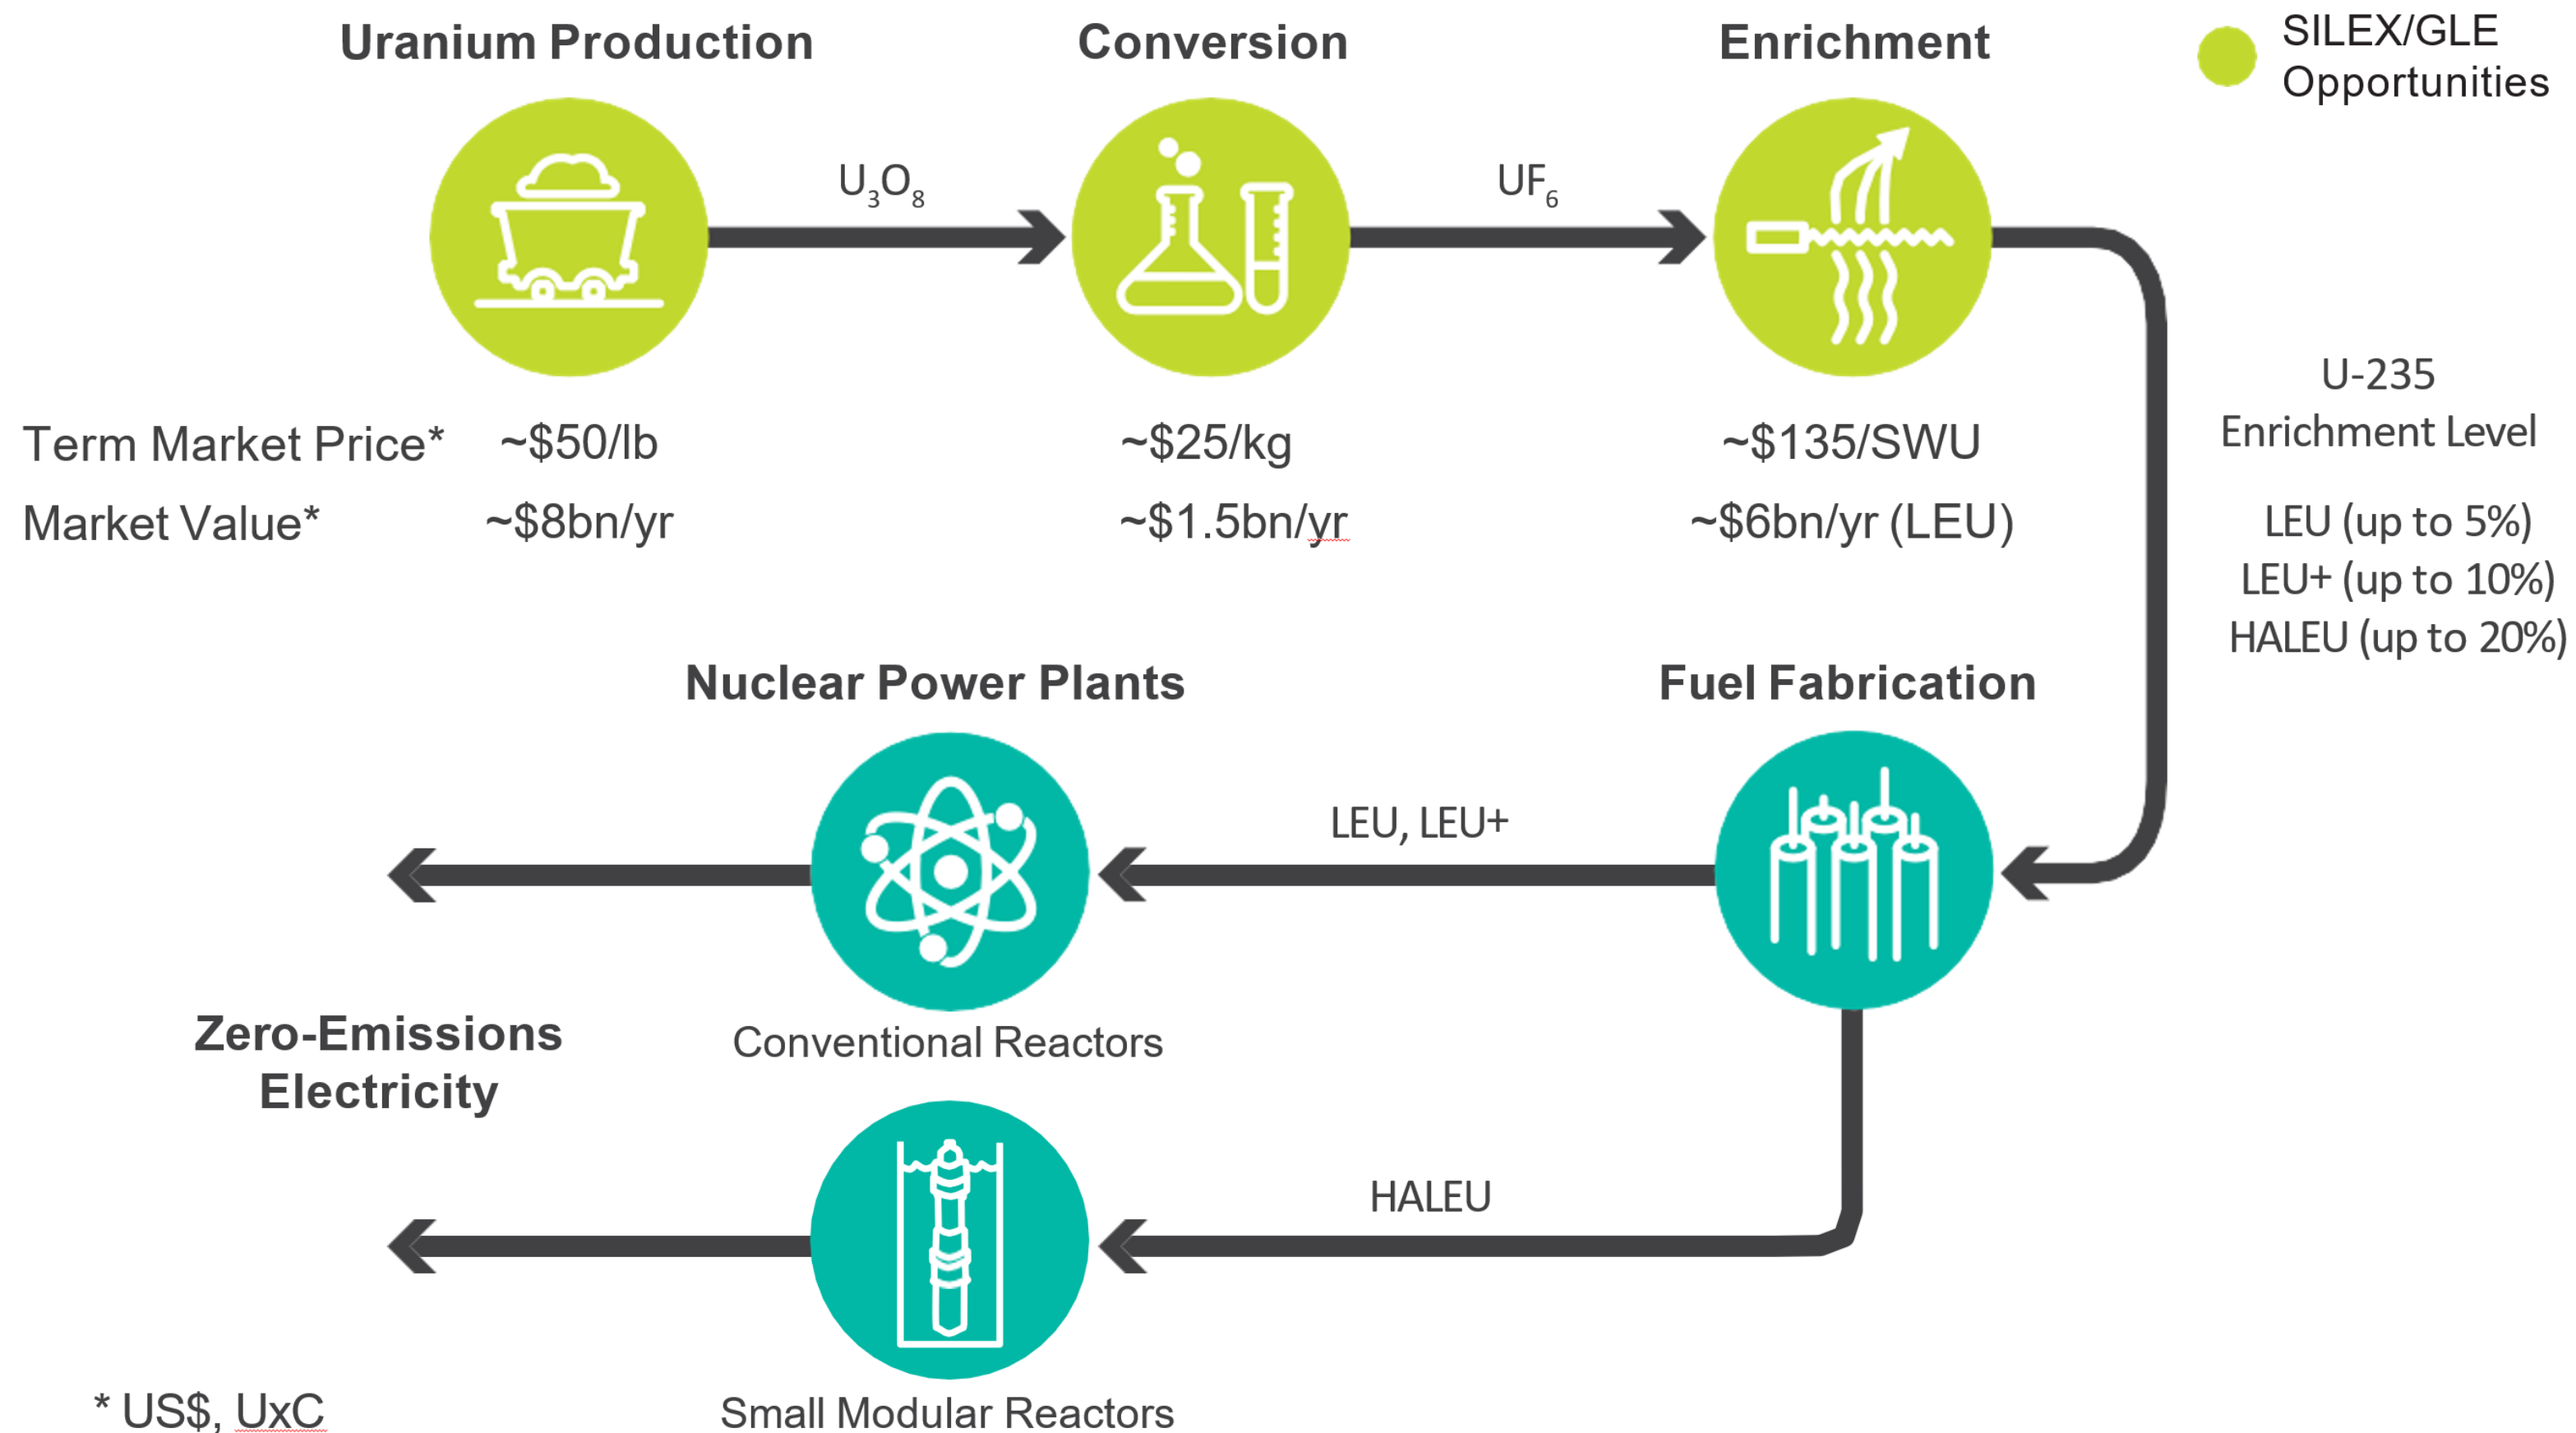 Uranium Production
Conversion
Enrichment
SILEX/GLE
Opportunities
U₃O₈
UF₆
Term Market Price* ~$50/lb ~$25/kg ~$135/SWU
Market Value* ~$8bn/yr ~$1.5bn/yr ~$6bn/yr (LEU)
U-235
Enrichment Level
LEU (up to 5%)
LEU+ (up to 10%)
HALEU (up to 20%)
Nuclear Power Plants
Fuel Fabrication
LEU, LEU+
Conventional Reactors
Zero-Emissions
Electricity
HALEU
Small Modular Reactors
* US$, UxC